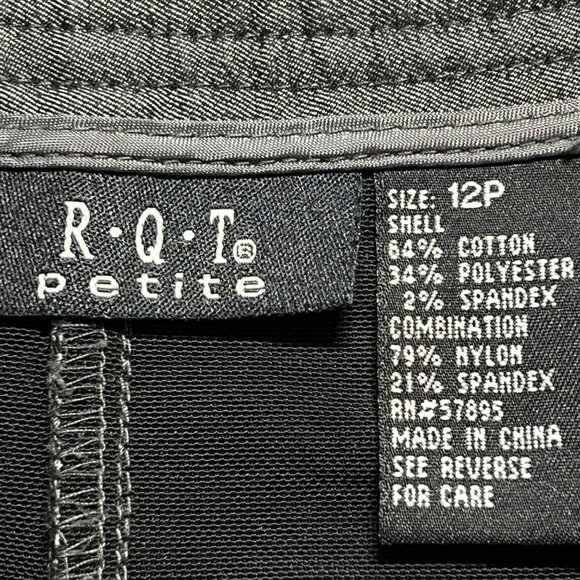 R·Q·T®
petite
SIZE: 12P
SHELL
64% COTTON
34% POLYESTER
2% SPANDEX
COMBINATION
79% NYLON
21% SPANDEX
RN#57895
MADE IN CHINA
SEE REVERSE
FOR CARE